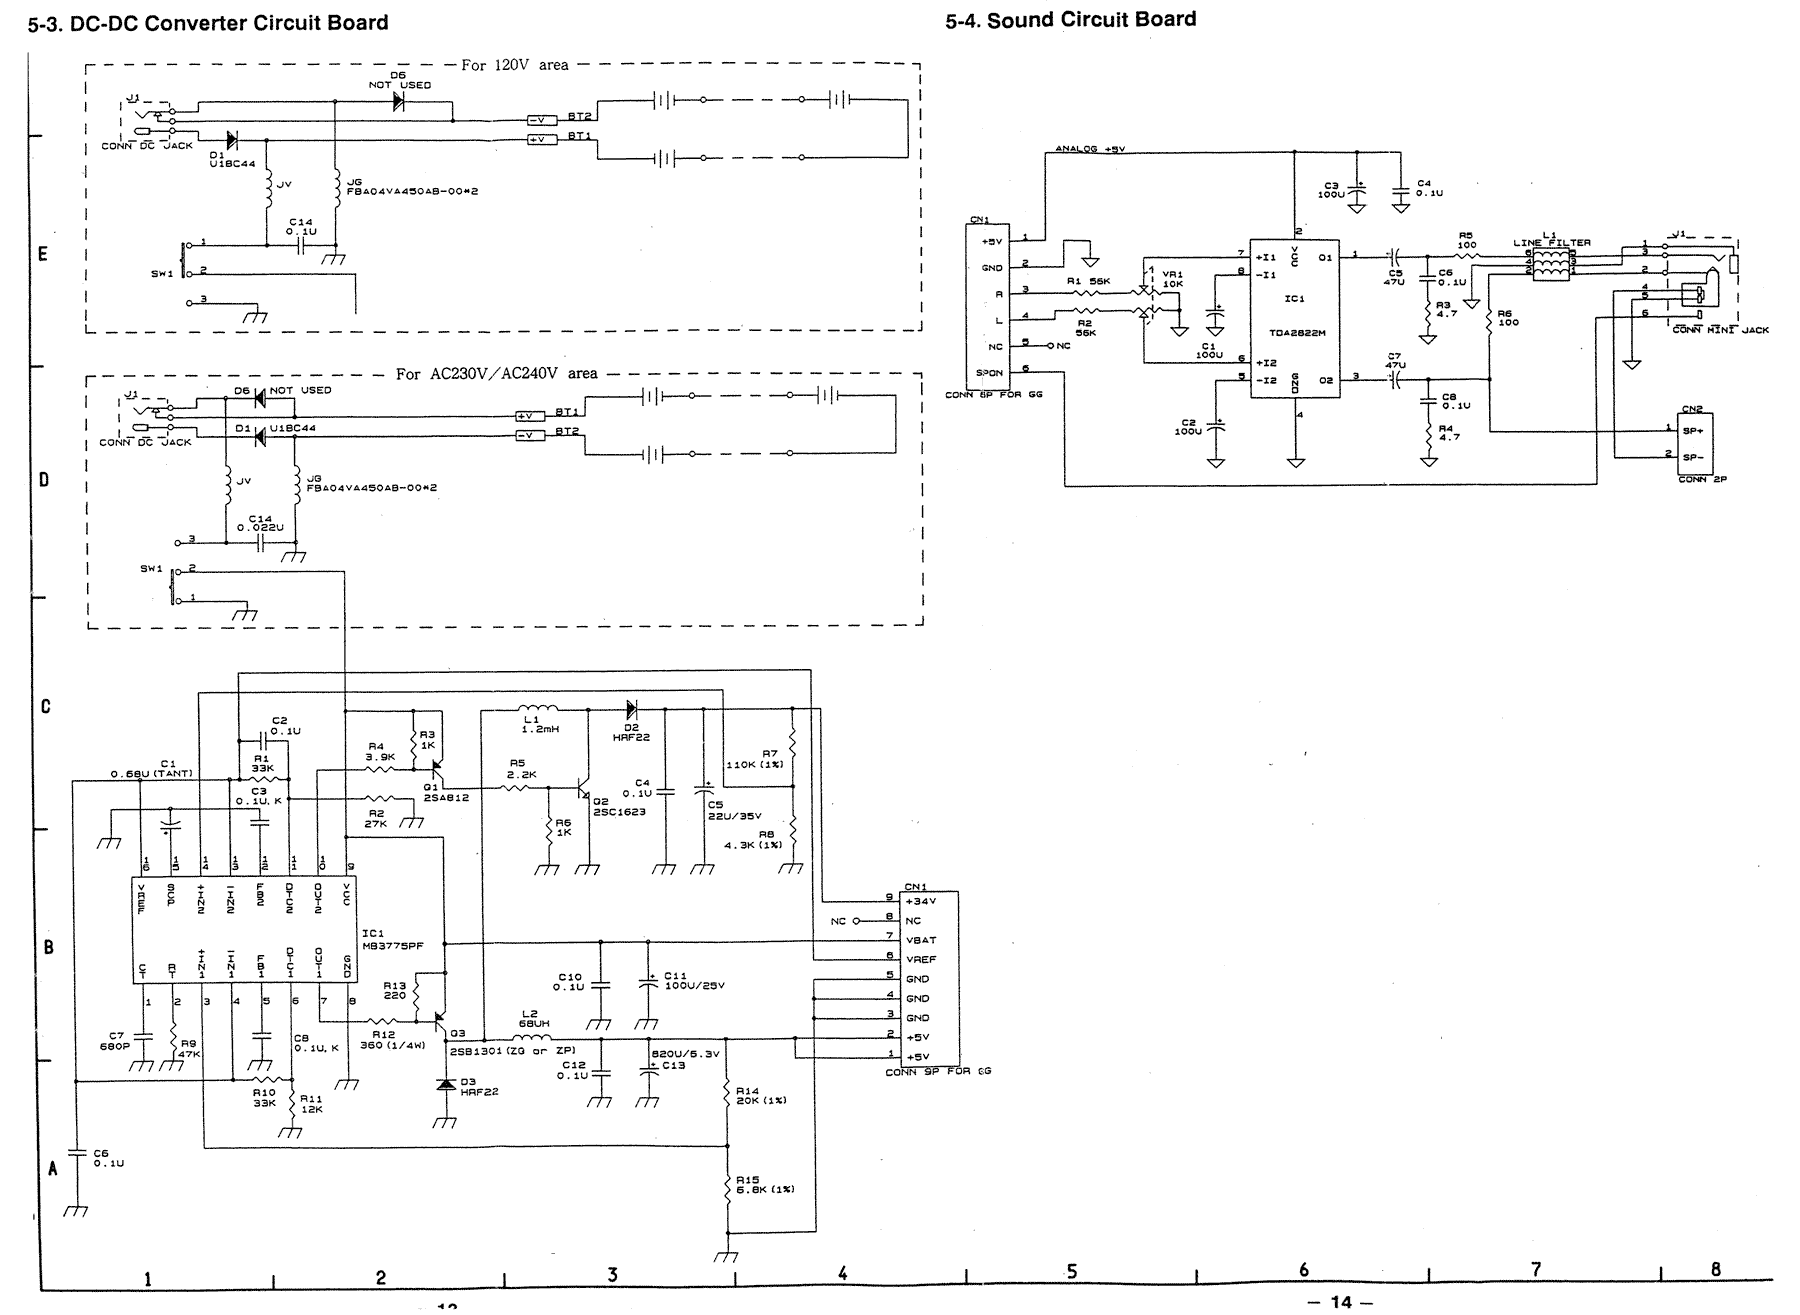 5-3. DC-DC Converter Circuit Board
For 120V area
D6
NOT USED
J1
CONN DC JACK
D1
U1BC44
-V
BT2
+V
BT1
JV
JG
FBA04VA450AB-00*2
C14
0.1U
1
SW1
2
3
For AC230V/AC240V area
D6 NOT USED
J1
CONN DC JACK
D1 U1BC44
+V
BT1
-V
BT2
JV
JG
FBA04VA450AB-00*2
C14
0.022U
3
SW1
2
1
C2
0.1U
C1
0.68U (TANT)
R1
33K
C3
0.1U, K
R4
3.9K
R3
1K
Q1
2SA812
R2
27K
L1
1.2mH
R5
2.2K
R6
1K
Q2
2SC1623
D2
HRF22
C4
0.1U
C5
22U/35V
R7
110K (1%)
R8
4.3K (1%)
16 15 14 13 12 11 10 9
VREF SCP +IN2 -IN2 FB2 DTC2 OUT2 VCC
IC1
MB3775PF
CT RT +IN1 -IN1 FB1 DTC1 OUT1 GND
1 2 3 4 5 6 7 8
C7
680P
R9
47K
C8
0.1U, K
R10
33K
R11
12K
C6
0.1U
R13
220
R12
360 (1/4W)
Q3
2SB1301 (ZG or ZP)
D3
HRF22
L2
68UH
C10
0.1U
C11
100U/25V
C12
0.1U
820U/6.3V
C13
R14
20K (1%)
R15
6.8K (1%)
CN1
9 +34V
NC 8 NC
7 VBAT
6 VREF
5 GND
4 GND
3 GND
2 +5V
1 +5V
CONN 9P FOR GG
E
D
C
B
A
1 2 3 4
5-4. Sound Circuit Board
ANALOG +5V
C3
100U
C4
0.1U
CN1
+5V 1
GND 2
R 3
L 4
NC 5 NC
SPON 6
CONN 6P FOR GG
R1 56K
R2
56K
VR1
10K
C1
100U
C2
100U
2
VCC
7 +I1
8 -I1
6 +I2
5 -I2
O1 1
O2 3
IC1
TDA2822M
GND
4
C5
47U
C6
0.1U
R3
4.7
R5
100
C7
47U
C8
0.1U
R4
4.7
R6
100
L1
LINE FILTER
6 5
4 3
2 1
J1
1
3
2
4
5
6
CONN MINI JACK
CN2
1 SP+
2 SP-
CONN 2P
5 6 7 8
– 14 –